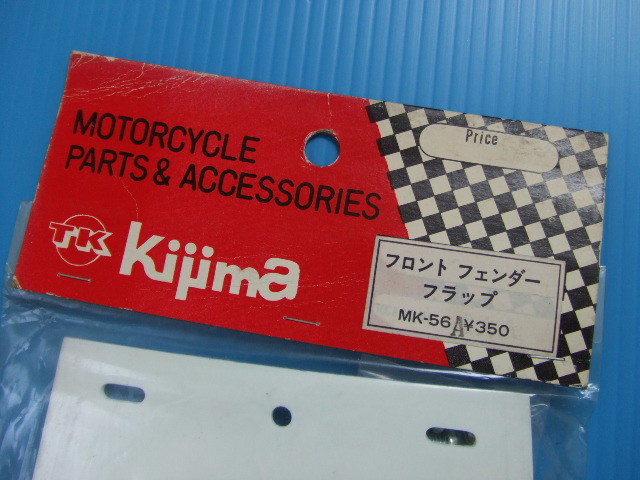 MOTORCYCLE
PARTS & ACCESSORIES
TK
Kijima
Price
フロント フェンダー
フラップ
MK-56A ¥350